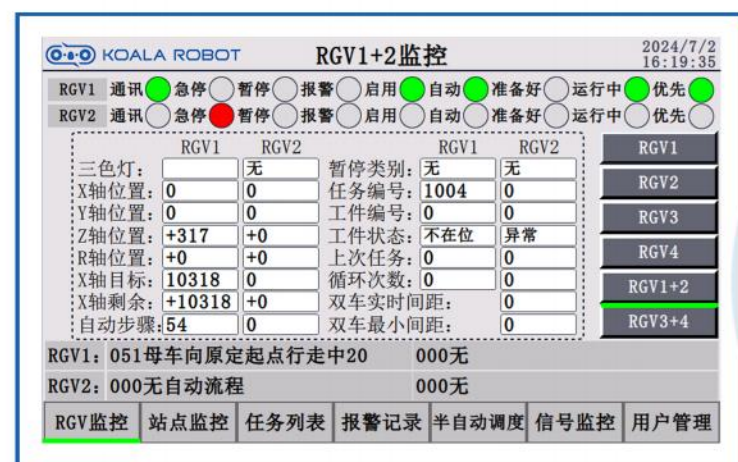 KOALA ROBOT RGV1+2监控 2024/7/2
16:19:35
RGV1 通讯 急停 暂停 报警 启用 自动 准备好 运行中 优先
RGV2 通讯 急停 暂停 报警 启用 自动 准备好 运行中 优先
RGV1 RGV2 RGV1 RGV2
三色灯: 无 暂停类别: 无 无
X轴位置: 0 0 任务编号: 1004 0
Y轴位置: 0 0 工件编号: 0 0
Z轴位置: +317 +0 工件状态: 不在位 异常
R轴位置: +0 +0 上次任务: 0 0
X轴目标: 10318 0 循环次数: 0 0
X轴剩余: +10318 +0 双车实时间距: 0
自动步骤: 54 0 双车最小间距: 0
RGV1
RGV2
RGV3
RGV4
RGV1+2
RGV3+4
RGV1: 051母车向原定起点行走中20 000无
RGV2: 000无自动流程 000无
RGV监控 站点监控 任务列表 报警记录 半自动调度 信号监控 用户管理